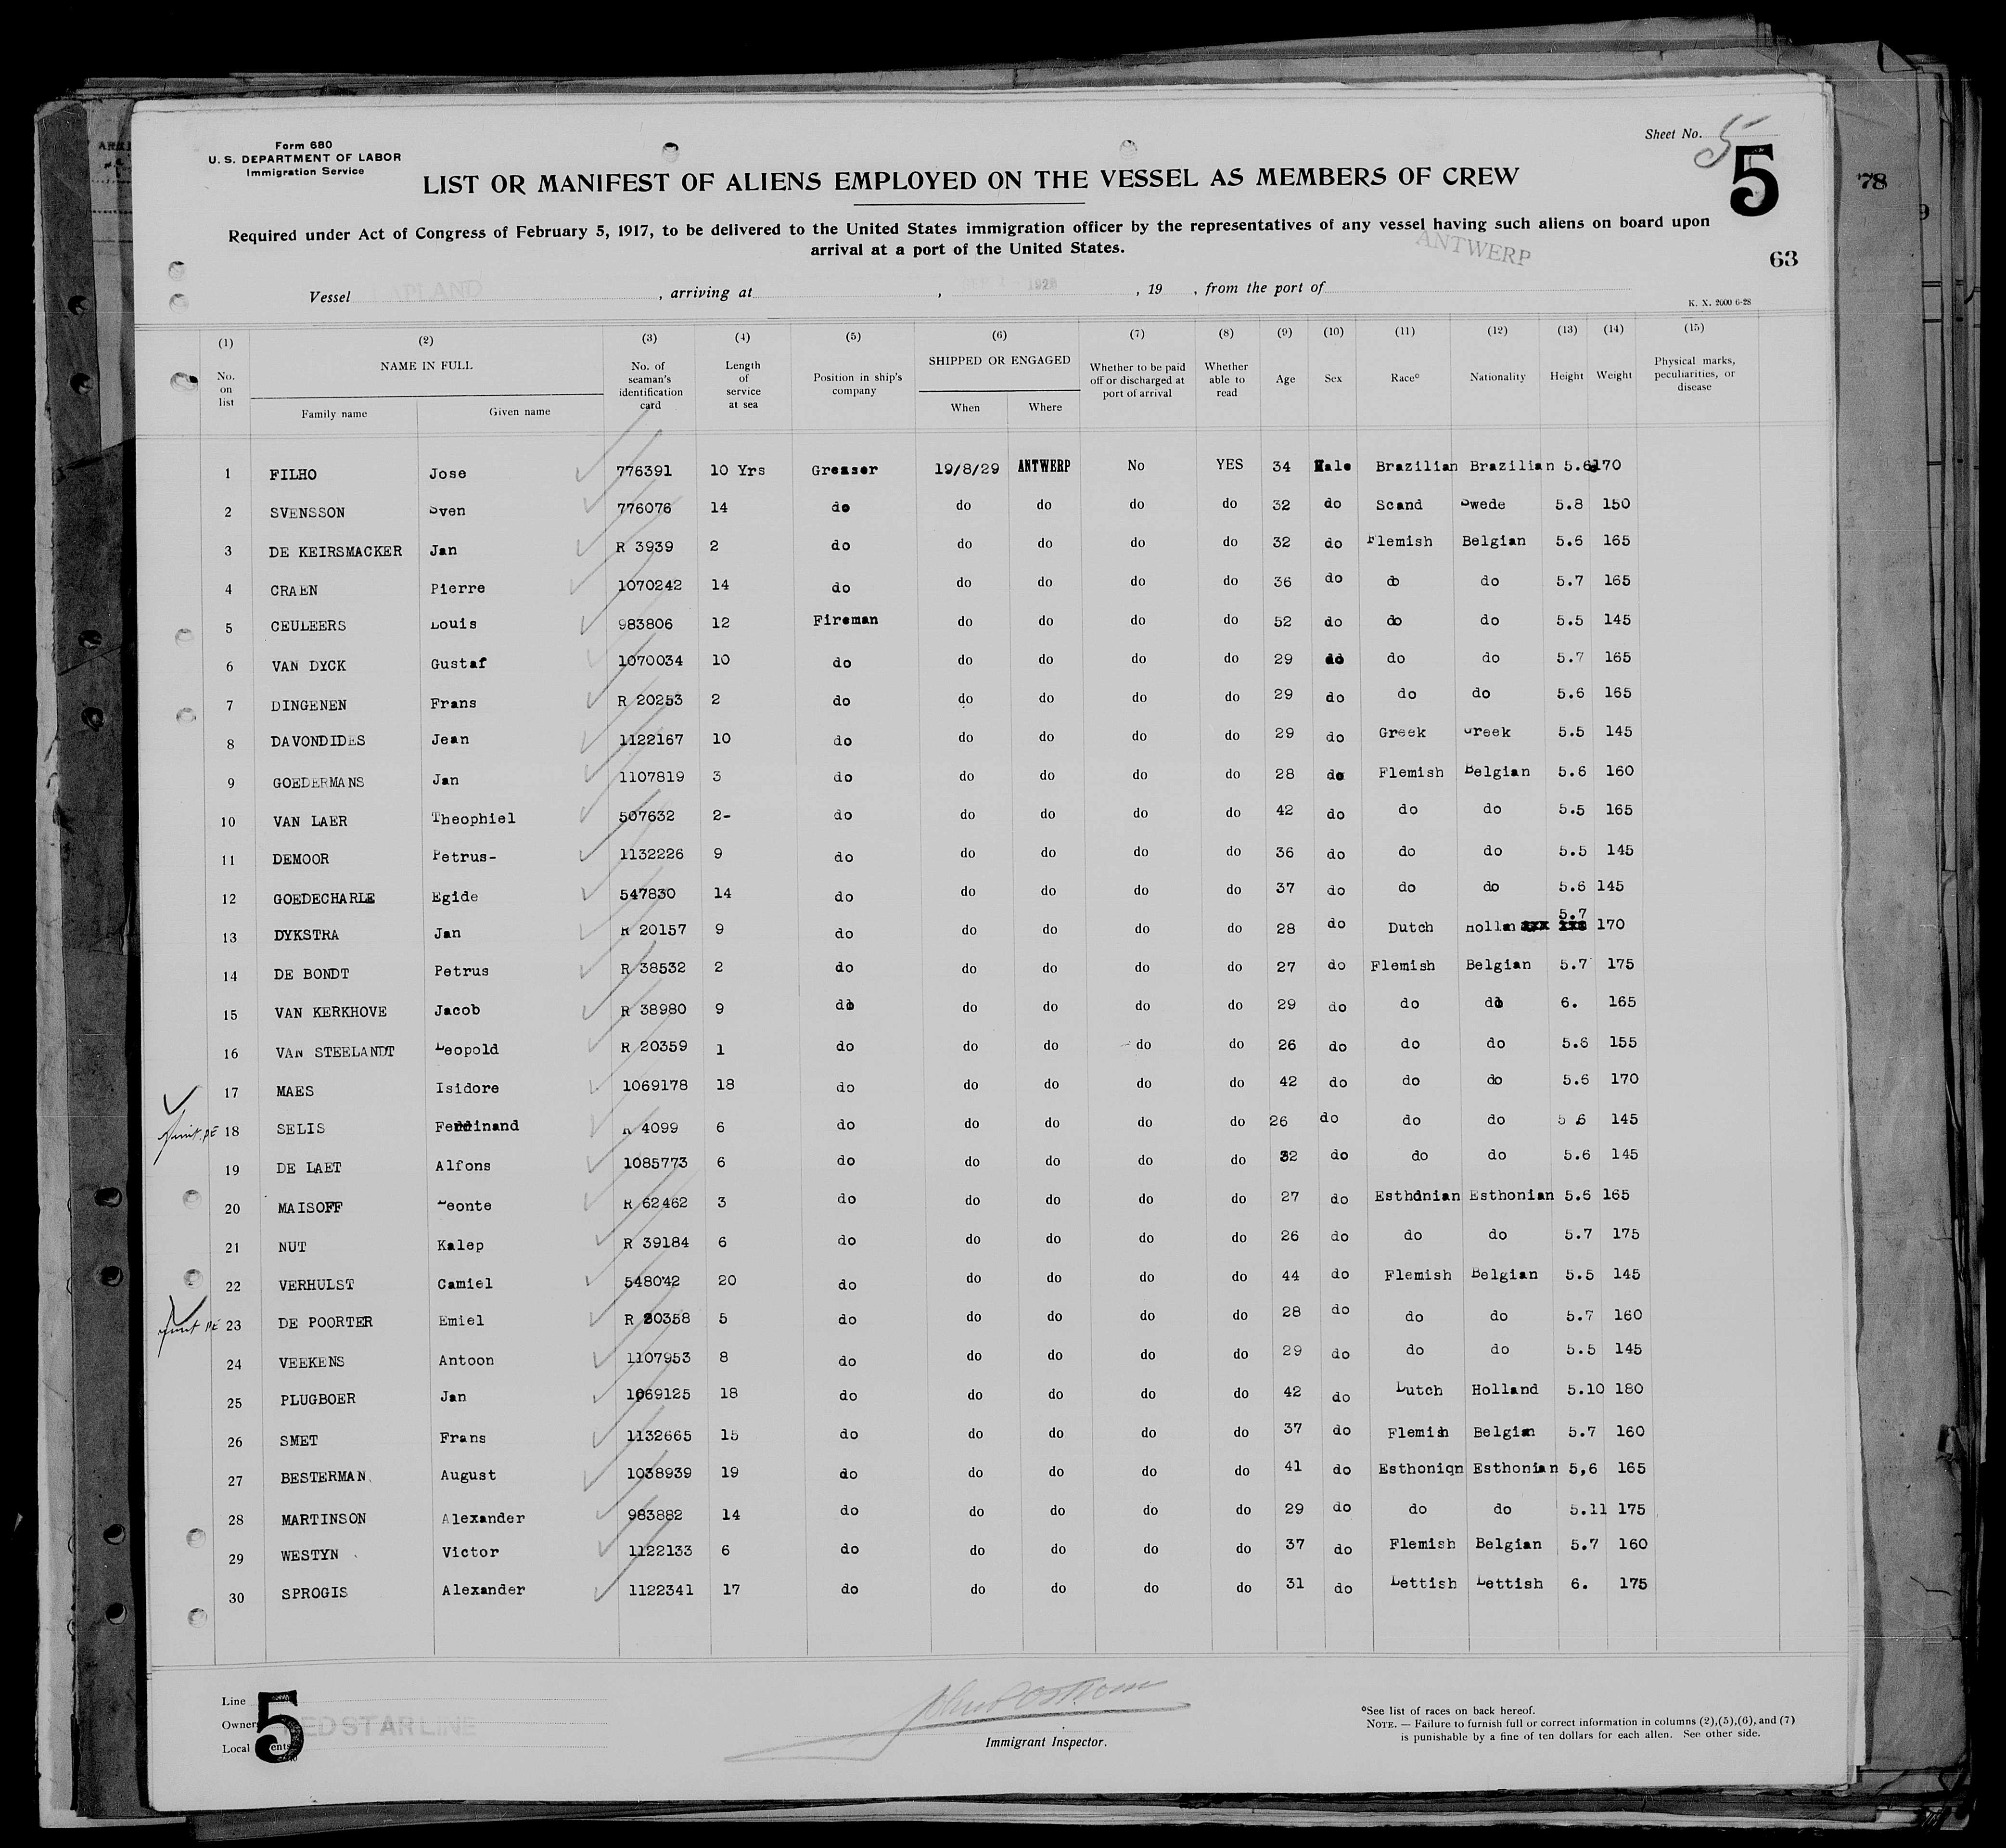 Form 680
U. S. DEPARTMENT OF LABOR
Immigration Service
Sheet No. 5
5
78
9
LIST OR MANIFEST OF ALIENS EMPLOYED ON THE VESSEL AS MEMBERS OF CREW
Required under Act of Congress of February 5, 1917, to be delivered to the United States immigration officer by the representatives of any vessel having such aliens on board upon
arrival at a port of the United States.
ANTWERP
63
Vessel LAPLAND, arriving at , , 19 , from the port of
K. X. 2000 6-28
(1) (2) (3) (4) (5) (6) (7) (8) (9) (10) (11) (12) (13) (14) (15)
No. on list
NAME IN FULL
Family name Given name
No. of seaman's identification card
Length of service at sea
Position in ship's company
SHIPPED OR ENGAGED
When Where
Whether to be paid off or discharged at port of arrival
Whether able to read
Age Sex Race° Nationality Height Weight
Physical marks, peculiarities, or disease
1 FILHO Jose 776391 10 Yrs Greaser 19/8/29 ANTWERP No YES 34 Male Brazilian Brazilian 5.6 170
2 SVENSSON Sven 776076 14 do do do do do 32 do Scand Swede 5.8 150
3 DE KEIRSMACKER Jan R 3939 2 do do do do do 32 do Flemish Belgian 5.6 165
4 CRAEN Pierre 1070242 14 do do do do do 36 do do do 5.7 165
5 CEULEERS Louis 983806 12 Fireman do do do do 52 do do do 5.5 145
6 VAN DYCK Gustaf 1070034 10 do do do do do 29 do do do 5.7 165
7 DINGENEN Frans R 20253 2 do do do do do 29 do do do 5.6 165
8 DAVONDIDES Jean 1122167 10 do do do do do 29 do Greek Greek 5.5 145
9 GOEDERMANS Jan 1107819 3 do do do do do 28 do Flemish Belgian 5.6 160
10 VAN LAER Theophiel 507632 2- do do do do do 42 do do do 5.5 165
11 DEMOOR Petrus- 1132226 9 do do do do do 36 do do do 5.5 145
12 GOEDECHARLE Egide 547830 14 do do do do do 37 do do do 5.6 145
13 DYKSTRA Jan R 20157 9 do do do do do 28 do Dutch 5.7 170
14 DE BONDT Petrus R 38532 2 do do do do do 27 do Flemish Belgian 5.7 175
15 VAN KERKHOVE Jacob R 38980 9 do do do do do 29 do do do 6. 165
16 VAN STEELANDT Leopold R 20359 1 do do do do do 26 do do do 5.6 155
17 MAES Isidore 1069178 18 do do do do do 42 do do do 5.6 170
18 SELIS Ferdinand R 4099 6 do do do do do 26 do do do 5 6 145
19 DE LAET Alfons 1085773 6 do do do do do 32 do do do 5.6 145
20 MAISOFF Leonte R 62462 3 do do do do do 27 do Esthonian Esthonian 5.6 165
21 NUT Kalep R 39184 6 do do do do do 26 do do do 5.7 175
22 VERHULST Camiel 548042 20 do do do do do 44 do Flemish Belgian 5.5 145
23 DE POORTER Emiel R 20358 5 do do do do do 28 do do do 5.7 160
24 VEEKENS Antoon 1107953 8 do do do do do 29 do do do 5.5 145
25 PLUGBOER Jan 1069125 18 do do do do do 42 do Dutch Holland 5.10 180
26 SMET Frans 1132665 15 do do do do do 37 do Flemish Belgian 5.7 160
27 BESTERMAN August 1038939 19 do do do do do 41 do Esthoniqn Esthonian 5,6 165
28 MARTINSON Alexander 983882 14 do do do do do 29 do do do 5.11 175
29 WESTYN Victor 1122133 6 do do do do do 37 do Flemish Belgian 5.7 160
30 SPROGIS Alexander 1122341 17 do do do do do 31 do Lettish Lettish 6. 175
Line
Owners RED STAR LINE
Local
5
Immigrant Inspector.
°See list of races on back hereof.
NOTE. — Failure to furnish full or correct information in columns (2),(5),(6), and (7)
is punishable by a fine of ten dollars for each alien. See other side.